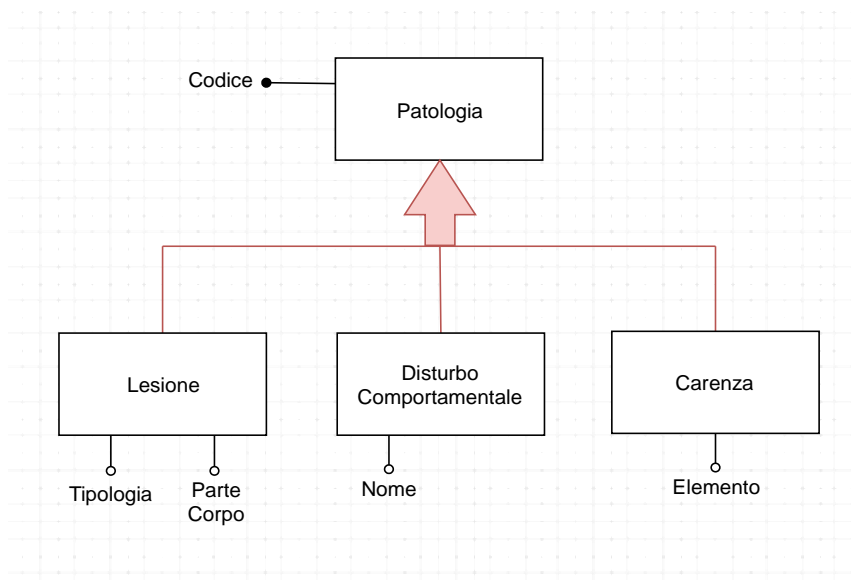 Codice
Patologia
Lesione
Disturbo
Comportamentale
Carenza
Tipologia
Parte
Corpo
Nome
Elemento